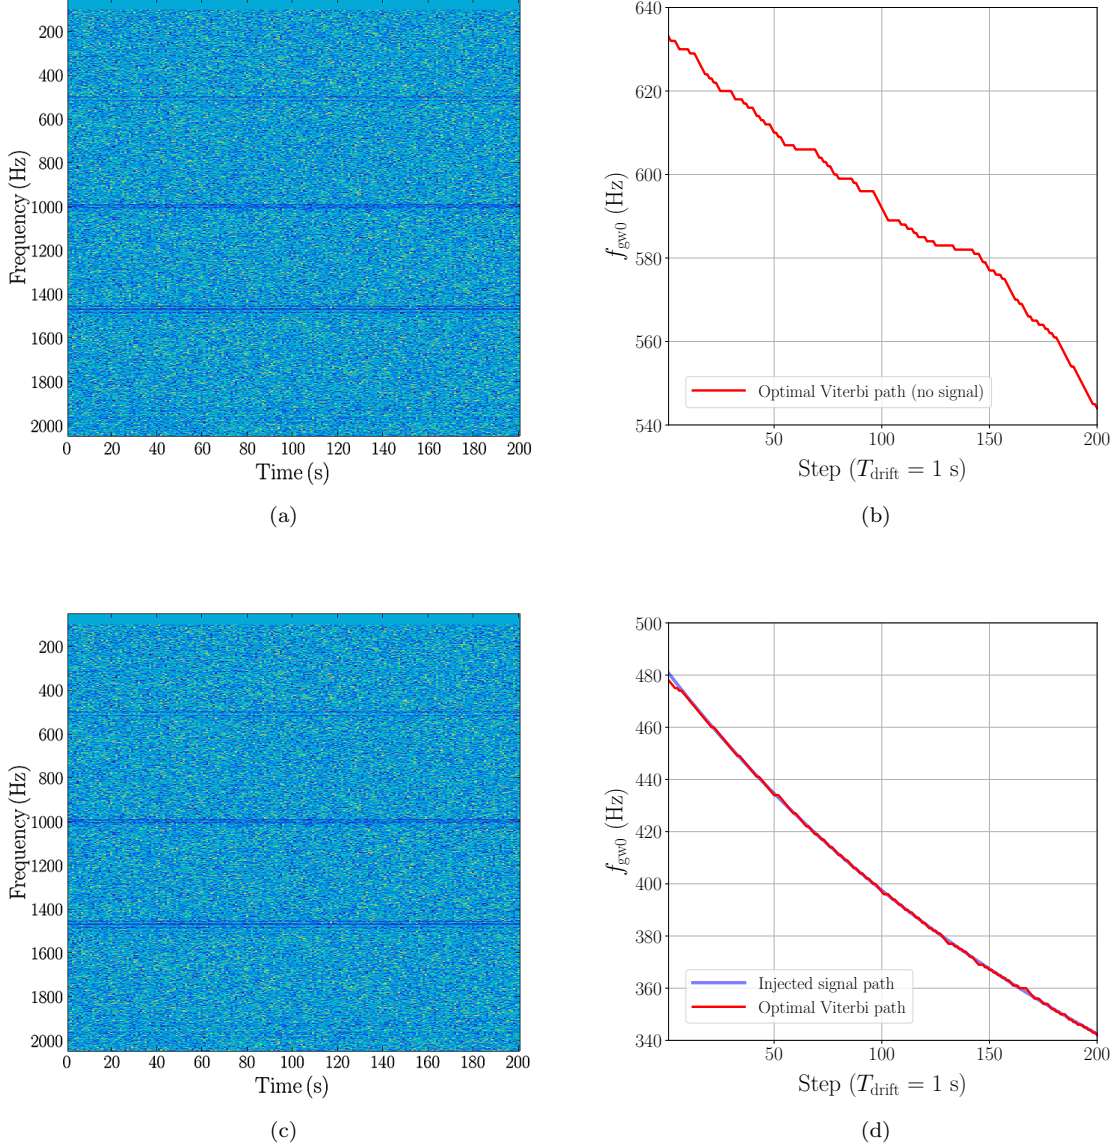 200
400
600
800
1000
1200
1400
1600
1800
2000
Frequency (Hz)
0 20 40 60 80 100 120 140 160 180 200
Time (s)
(a)
640
620
600
580
560
540
f_gw0 (Hz)
Optimal Viterbi path (no signal)
50 100 150 200
Step (T_drift = 1 s)
(b)
200
400
600
800
1000
1200
1400
1600
1800
2000
Frequency (Hz)
0 20 40 60 80 100 120 140 160 180 200
Time (s)
(c)
500
480
460
440
420
400
380
360
340
f_gw0 (Hz)
Injected signal path
Optimal Viterbi path
50 100 150 200
Step (T_drift = 1 s)
(d)